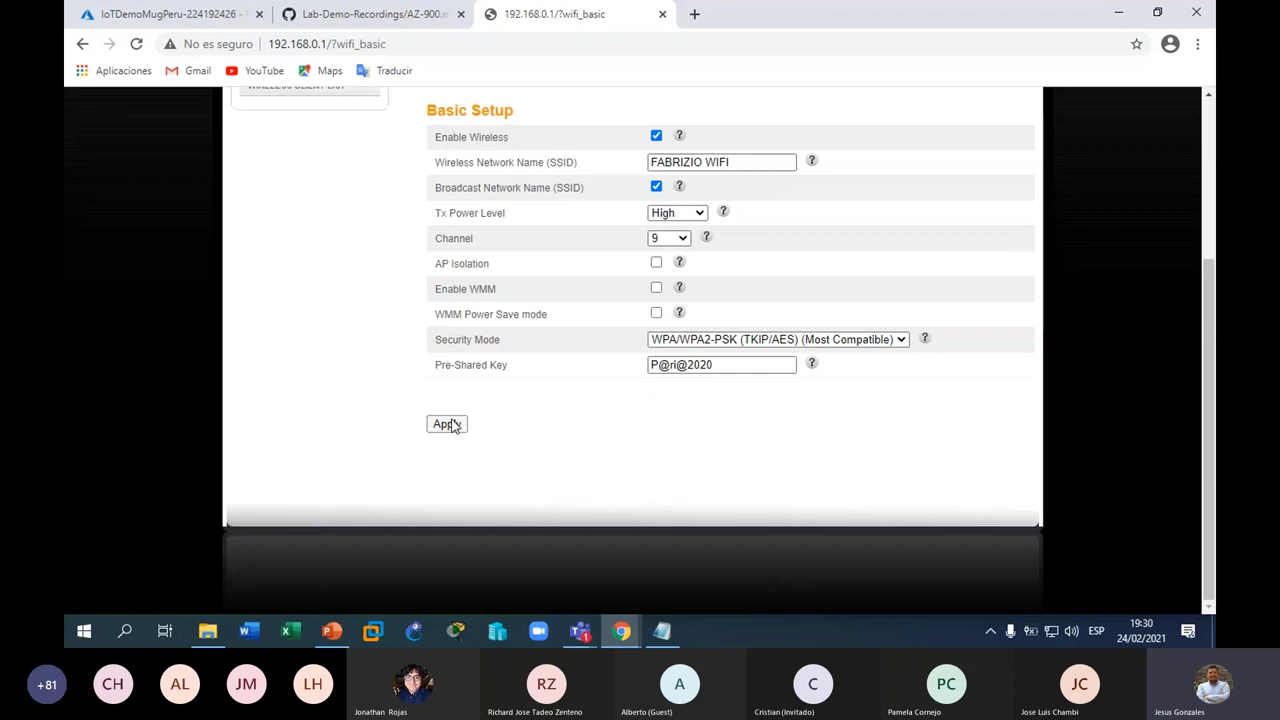 IoTDemoMugPeru-224192426 -
Lab-Demo-Recordings/AZ-900.m
192.168.0.1/?wifi_basic
No es seguro
192.168.0.1/?wifi_basic
Aplicaciones
Gmail
YouTube
Maps
Traducir
WIRELESS CLIENT LIST
Basic Setup
Enable Wireless
Wireless Network Name (SSID) FABRIZIO WIFI
Broadcast Network Name (SSID)
Tx Power Level High
Channel 9
AP Isolation
Enable WMM
WMM Power Save mode
Security Mode WPA/WPA2-PSK (TKIP/AES) (Most Compatible)
Pre-Shared Key P@ri@2020
Apply
ESP
19:30
24/02/2021
+81
CH
AL
JM
LH
RZ
A
C
PC
JC
Jonathan Rojas
Richard Jose Tadeo Zenteno
Alberto (Guest)
Cristian (Invitado)
Pamela Cornejo
Jose Luis Chambi
Jesus Gonzales